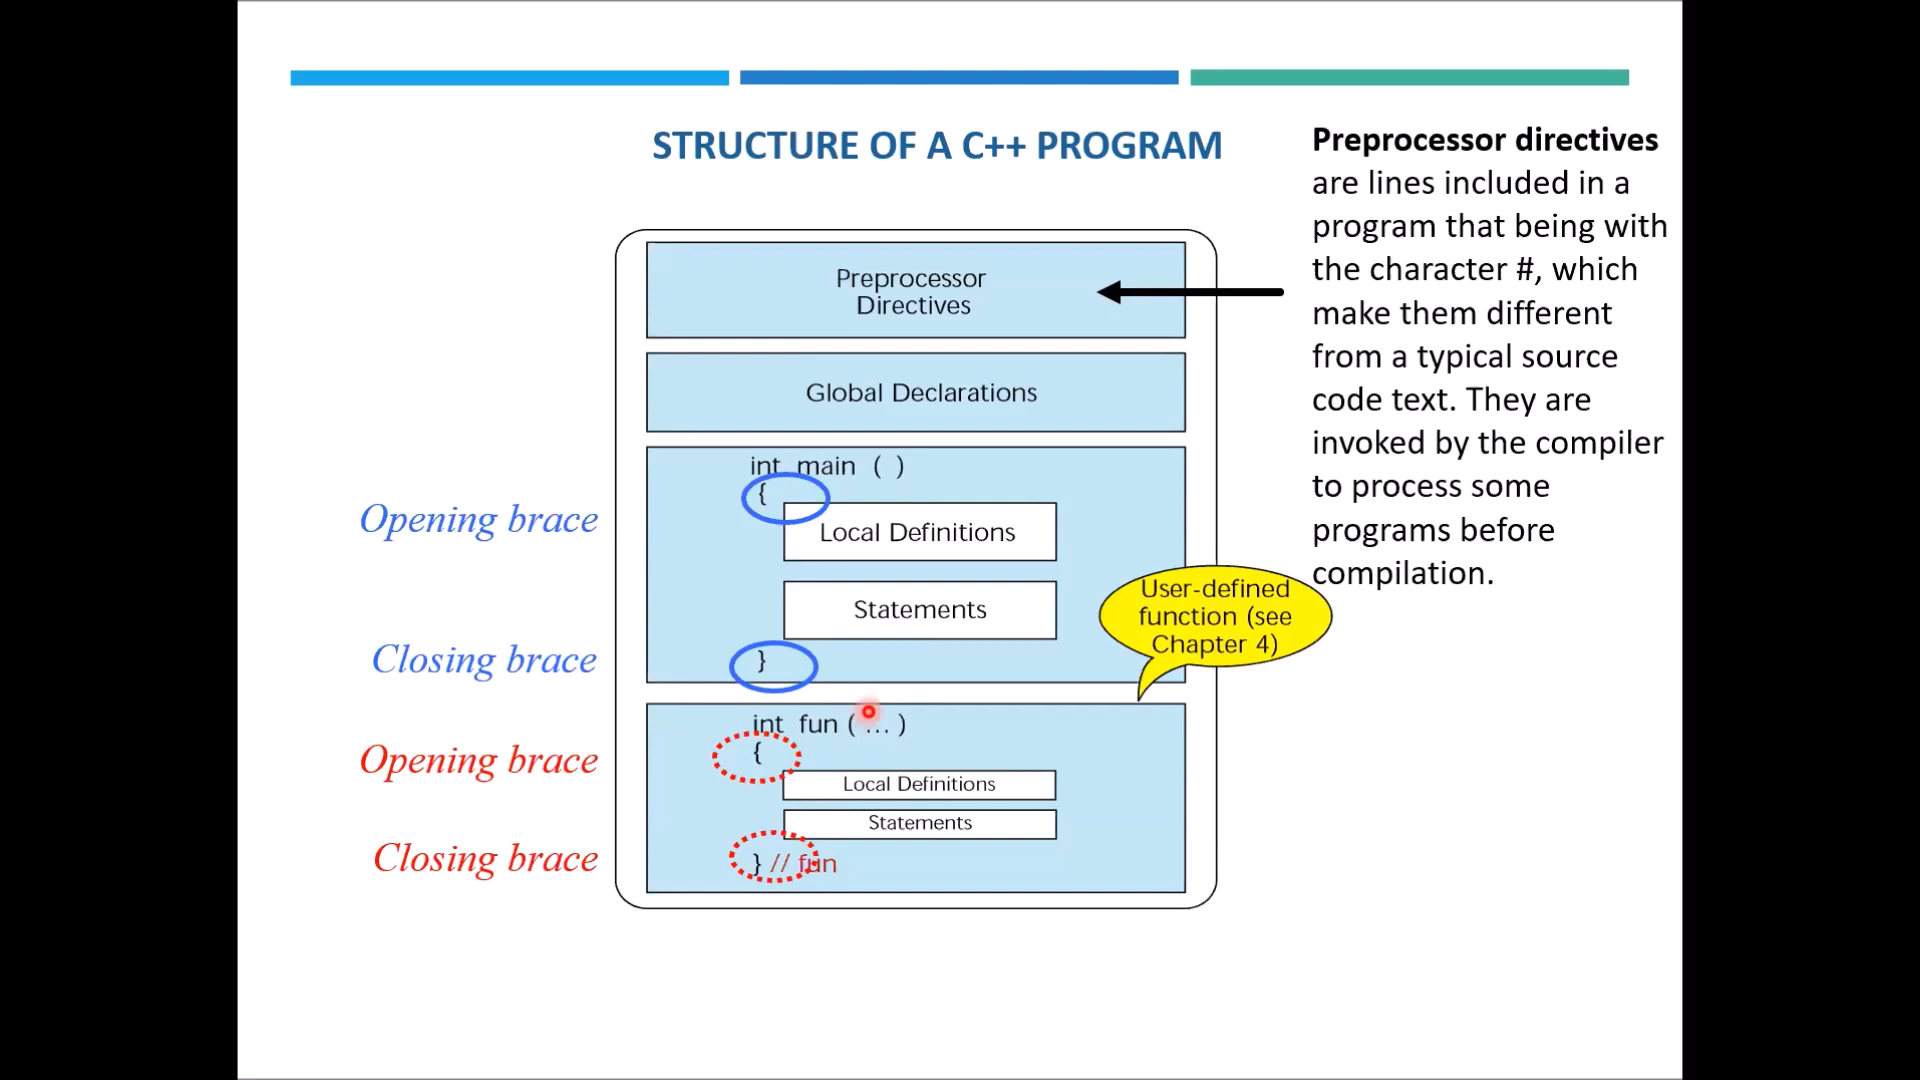 STRUCTURE OF A C++ PROGRAM
Preprocessor directives
are lines included in a
program that being with
the character #, which
make them different
from a typical source
code text. They are
invoked by the compiler
to process some
programs before
compilation.
Preprocessor
Directives
Global Declarations
int main ( )
{
Opening brace
Local Definitions
Statements
Closing brace
}
User-defined
function (see
Chapter 4)
int fun ( ... )
{
Opening brace
Local Definitions
Statements
Closing brace
} // fun